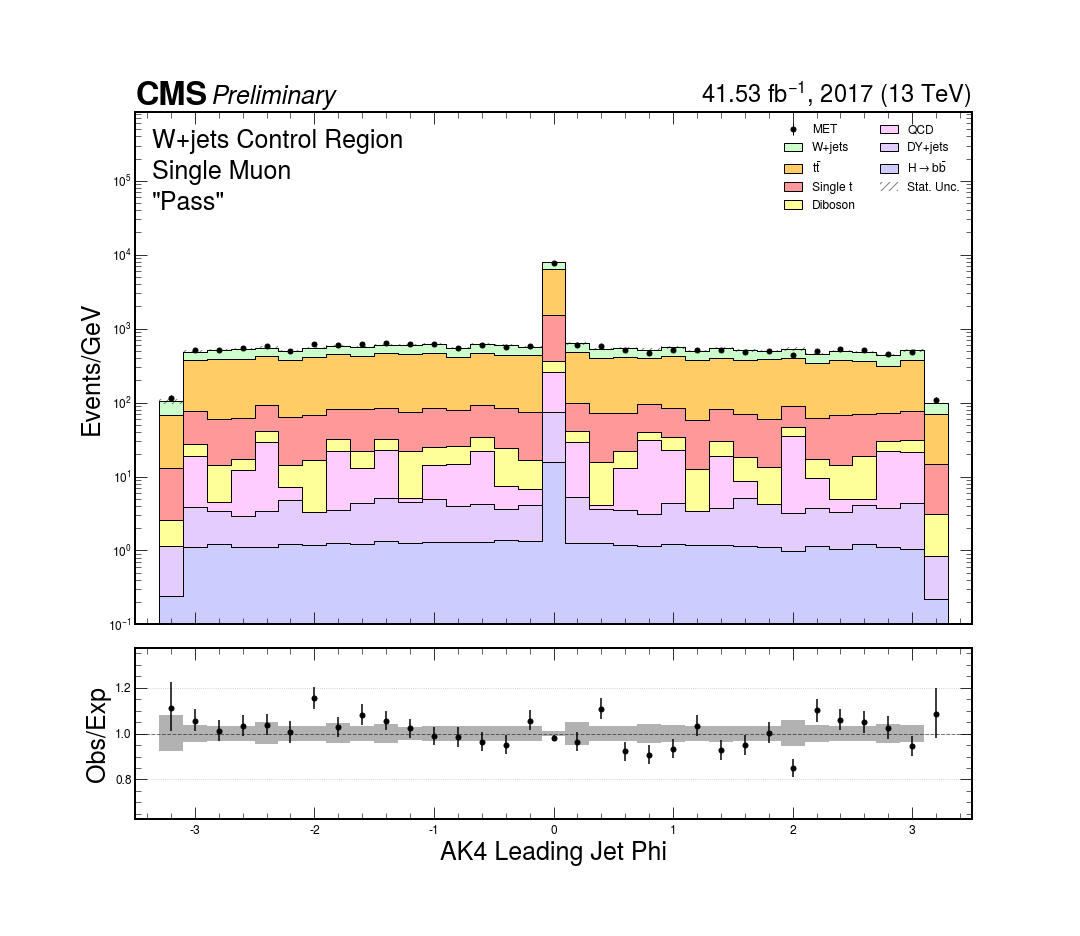 CMS Preliminary
41.53 fb⁻¹, 2017 (13 TeV)
W+jets Control Region
Single Muon
"Pass"
MET
W+jets
tt̄
Single t
Diboson
QCD
DY+jets
H→bb̄
Stat. Unc.
Events/GeV
10⁵
10⁴
10³
10²
10¹
10⁰
10⁻¹
Obs/Exp
1.2
1.0
0.8
-3 -2 -1 0 1 2 3
AK4 Leading Jet Phi